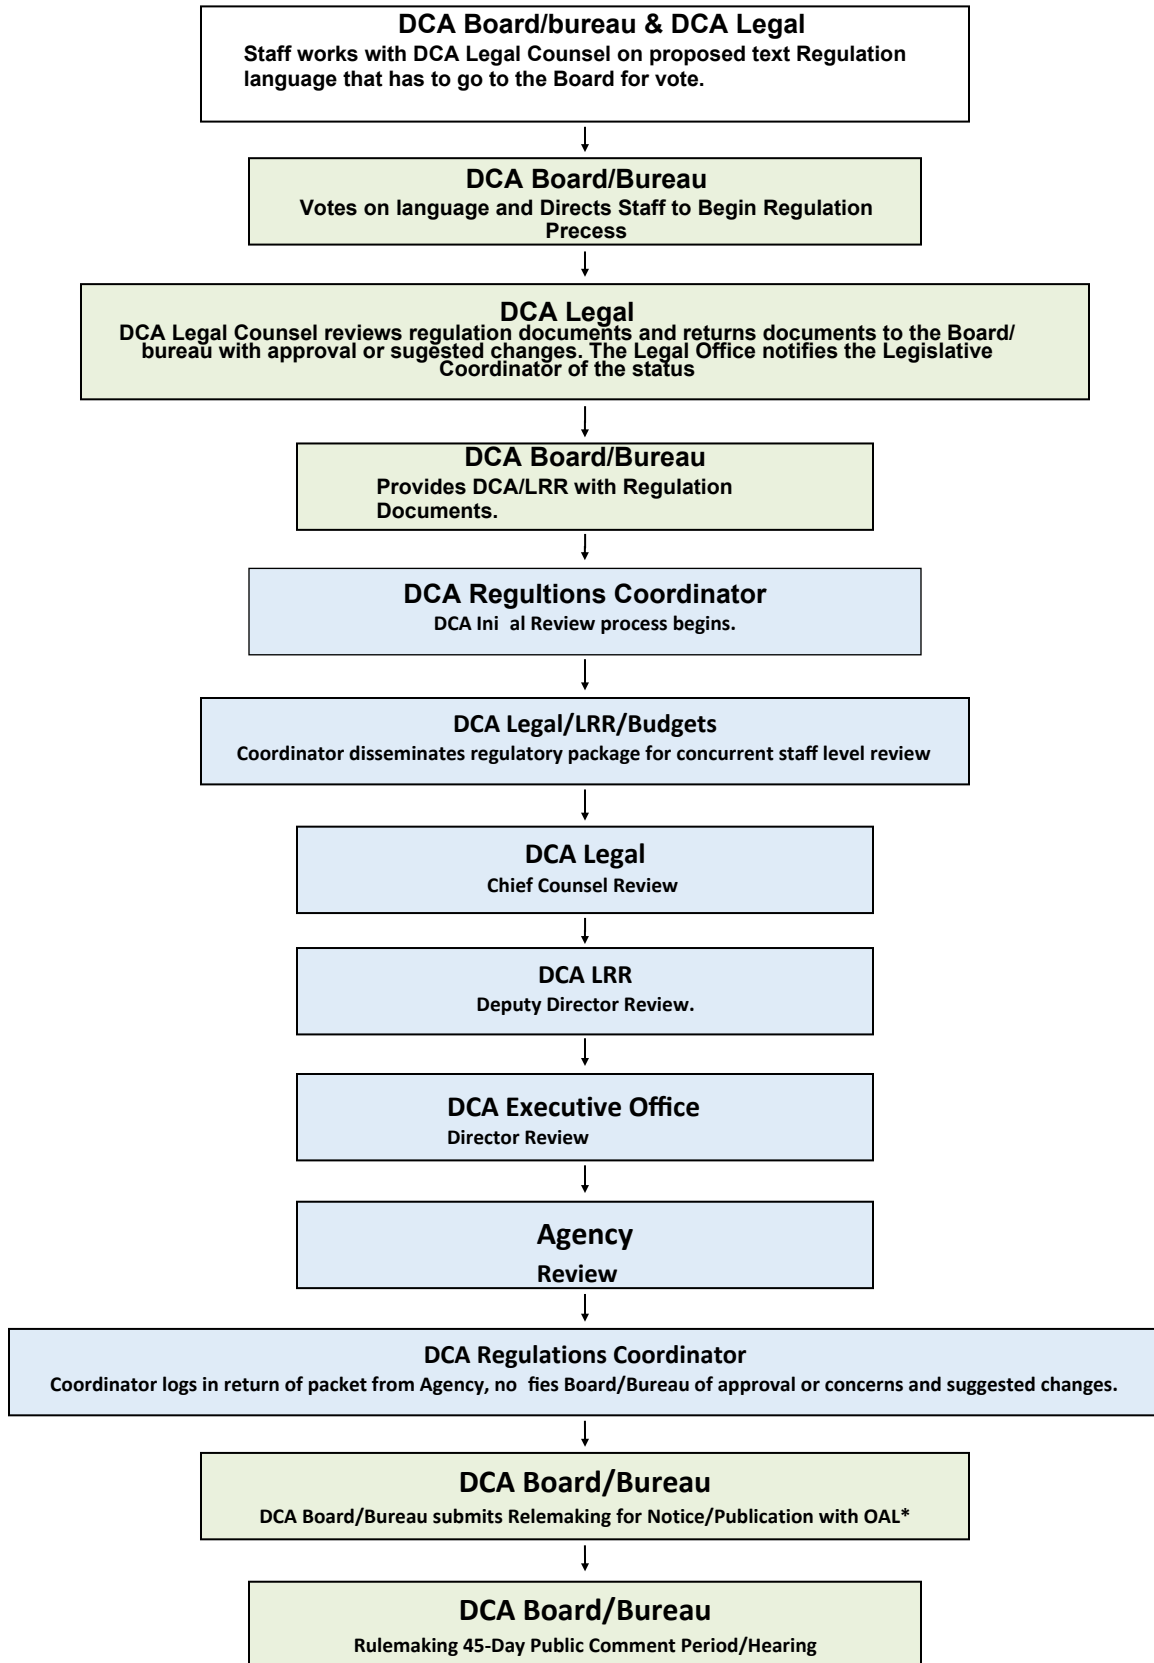 DCA Board/bureau & DCA Legal
Staff works with DCA Legal Counsel on proposed text Regulation
language that has to go to the Board for vote.
DCA Board/Bureau
Votes on language and Directs Staff to Begin Regulation
Precess
DCA Legal
DCA Legal Counsel reviews regulation documents and returns documents to the Board/
bureau with approval or sugested changes. The Legal Office notifies the Legislative
Coordinator of the status
DCA Board/Bureau
Provides DCA/LRR with Regulation
Documents.
DCA Regultions Coordinator
DCA Ini al Review process begins.
DCA Legal/LRR/Budgets
Coordinator disseminates regulatory package for concurrent staff level review
DCA Legal
Chief Counsel Review
DCA LRR
Deputy Director Review.
DCA Executive Office
Director Review
Agency
Review
DCA Regulations Coordinator
Coordinator logs in return of packet from Agency, no fies Board/Bureau of approval or concerns and suggested changes.
DCA Board/Bureau
DCA Board/Bureau submits Relemaking for Notice/Publication with OAL*
DCA Board/Bureau
Rulemaking 45-Day Public Comment Period/Hearing